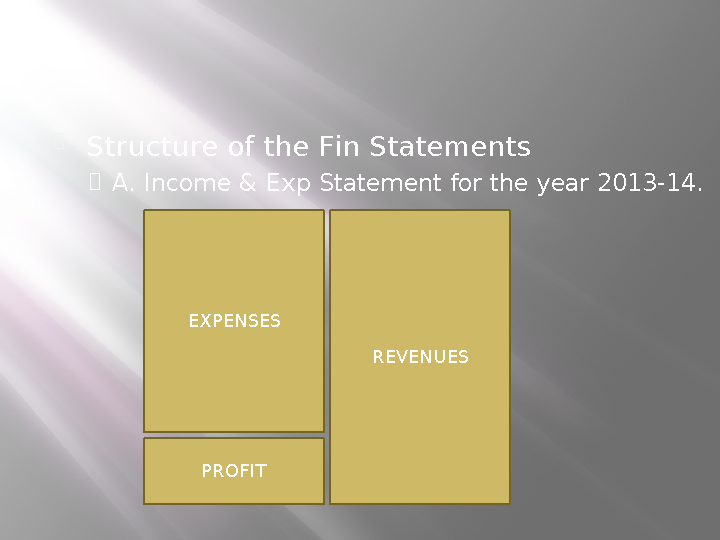 Structure of the Fin Statements
A. Income & Exp Statement for the year 2013-14.
EXPENSES
REVENUES
PROFIT